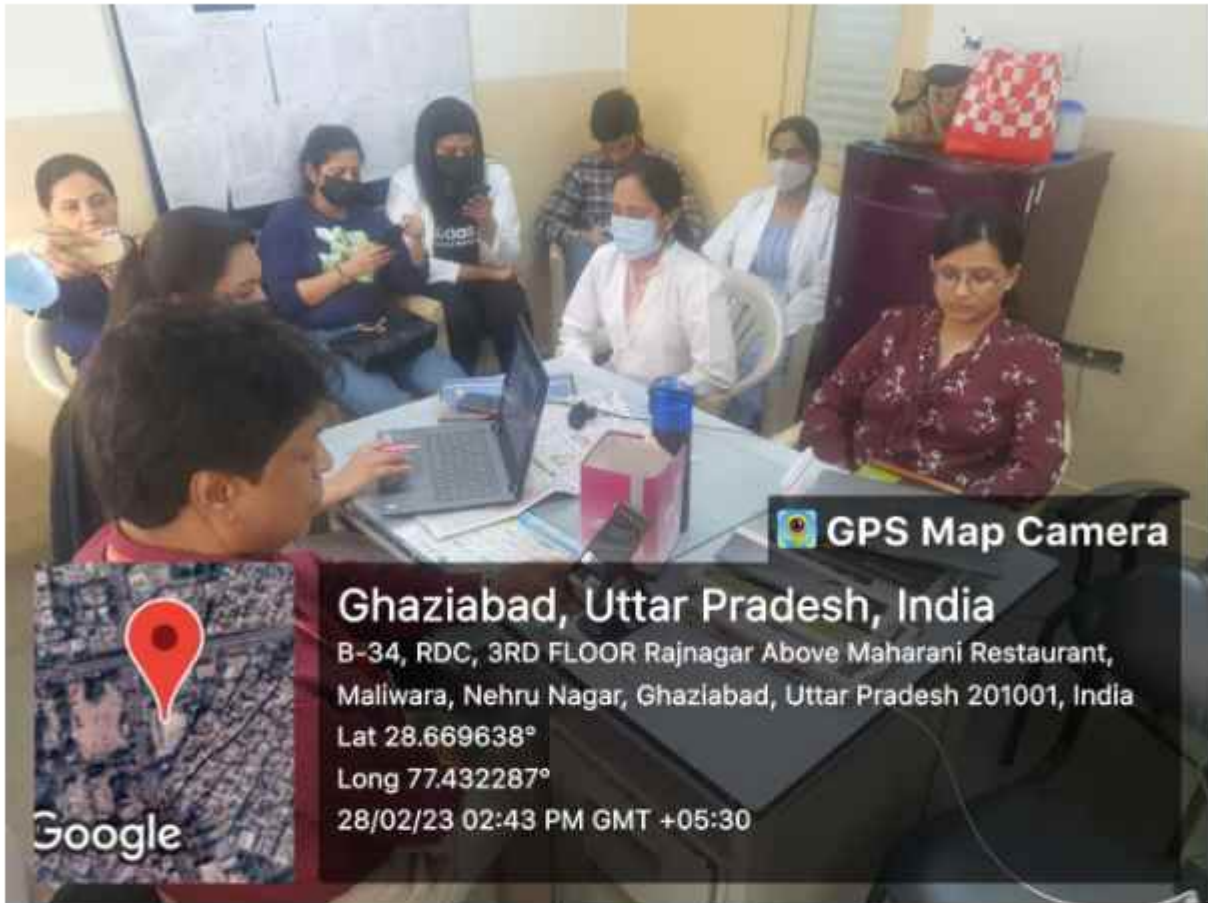 GPS Map Camera
Ghaziabad, Uttar Pradesh, India
B-34, RDC, 3RD FLOOR Rajnagar Above Maharani Restaurant,
Maliwara, Nehru Nagar, Ghaziabad, Uttar Pradesh 201001, India
Lat 28.669638°
Long 77.432287°
28/02/23 02:43 PM GMT +05:30
Google